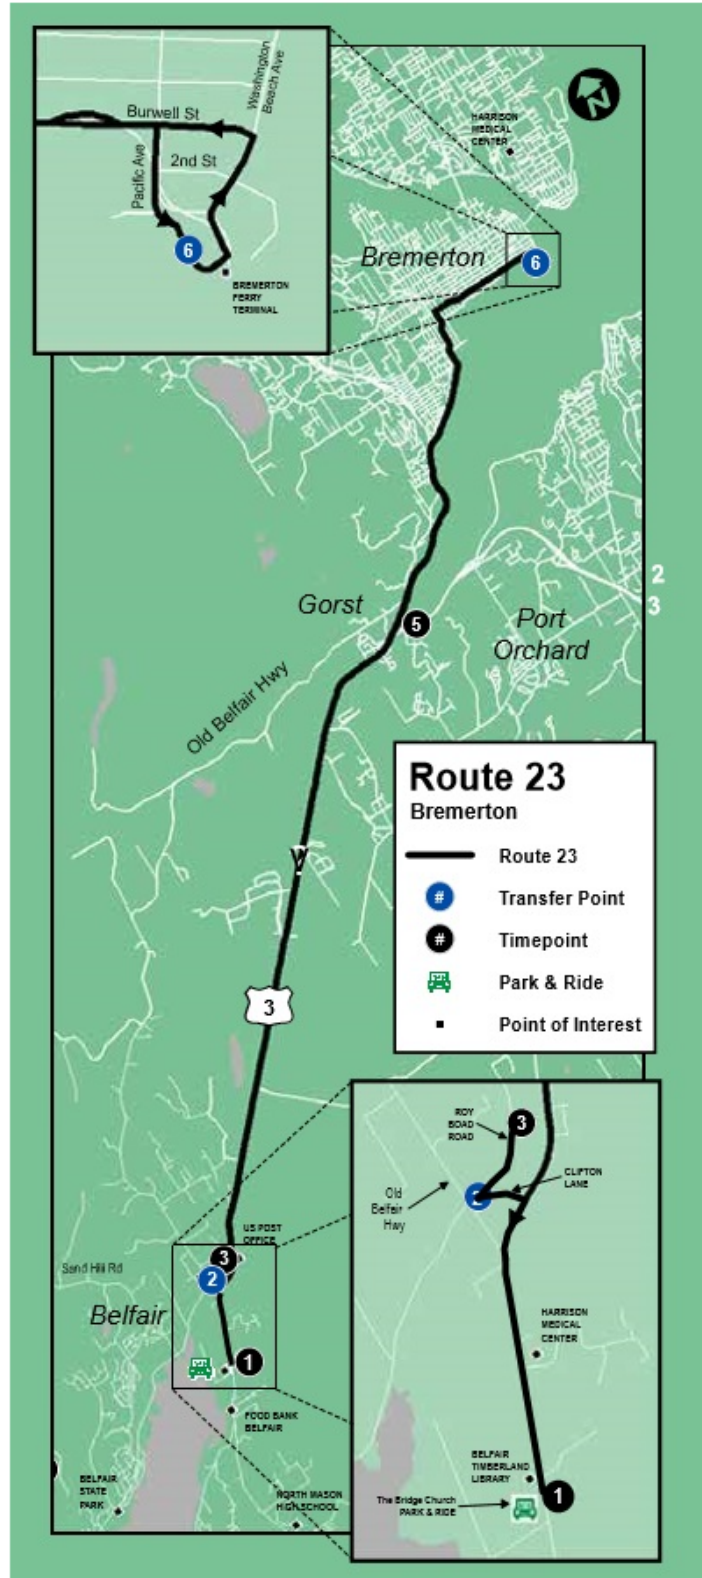 Burwell St
Washington
Beach Ave
2nd St
Pacific Ave
6
BREMERTON
FERRY
TERMINAL
N
HARRISON
MEDICAL
CENTER
Bremerton
6
Gorst
5
Port
Orchard
2
3
Old Belfair Hwy
Route 23
Bremerton
Route 23
# Transfer Point
# Timepoint
Park & Ride
Point of Interest
3
US POST
OFFICE
Sand Hill Rd
3
2
Belfair
1
FOOD BANK
BELFAIR
BELFAIR
STATE
PARK
NORTH MASON
HIGH SCHOOL
ROY
BOAD
ROAD
3
CLIFTON
LANE
2
Old
Belfair
Hwy
HARRISON
MEDICAL
CENTER
BELFAIR
TIMBERLAND
LIBRARY
The Bridge Church
PARK & RIDE
1